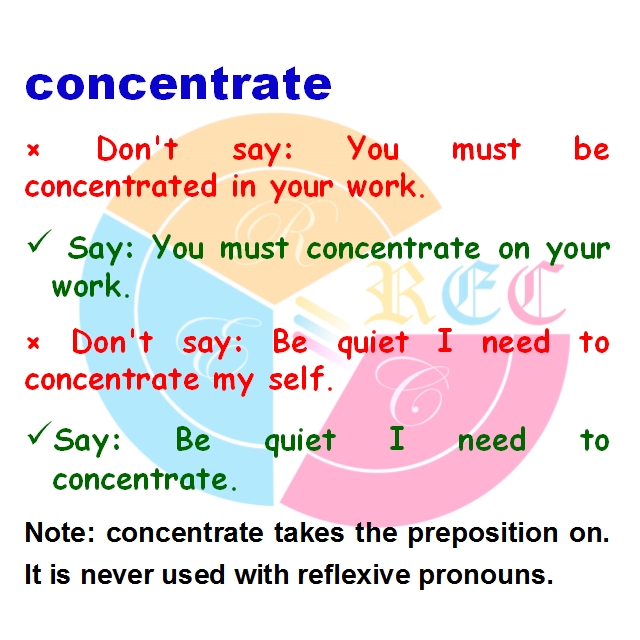 concentrate
× Don't say: You must be
concentrated in your work.
✓ Say: You must concentrate on your
work.
REC
× Don't say: Be quiet I need to
concentrate my self.
✓Say: Be quiet I need to
concentrate.
Note: concentrate takes the preposition on.
It is never used with reflexive pronouns.
R
E
C